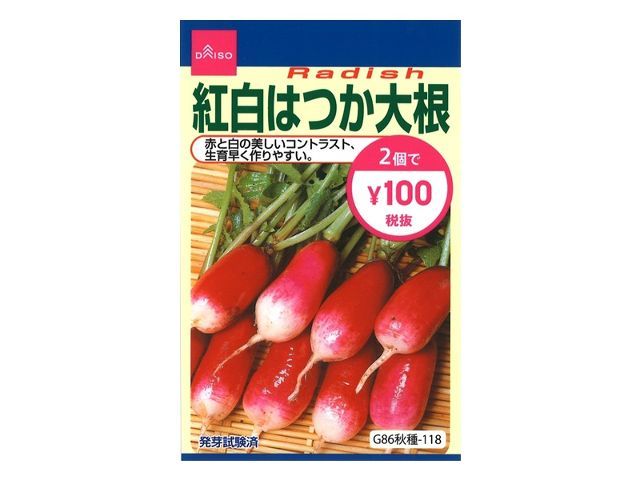 DAISO
Radish
紅白はつか大根
赤と白の美しいコントラスト、
生育早く作りやすい。
2個で
¥100
税抜
発芽試験済
G86秋種-118